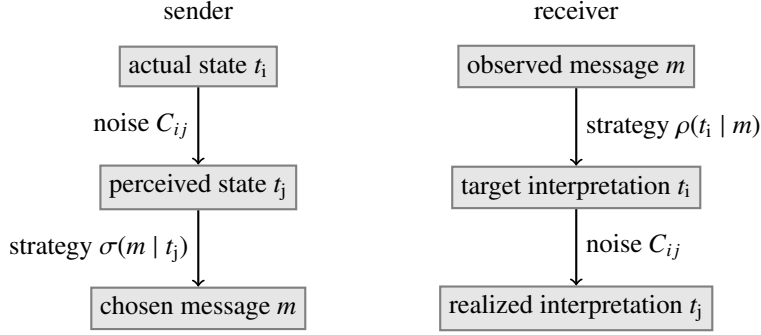 sender
actual state tᵢ
noise Cᵢⱼ
perceived state tⱼ
strategy σ(m | tⱼ)
chosen message m
receiver
observed message m
strategy ρ(tᵢ | m)
target interpretation tᵢ
noise Cᵢⱼ
realized interpretation tⱼ